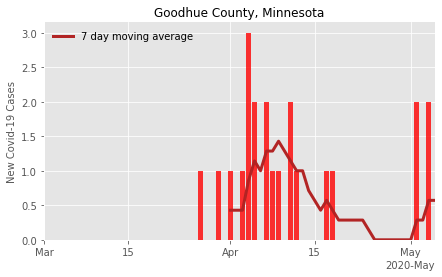 Goodhue County, Minnesota
7 day moving average
New Covid-19 Cases
3.0
2.5
2.0
1.5
1.0
0.5
0.0
Mar 15 Apr 15 May
2020-May